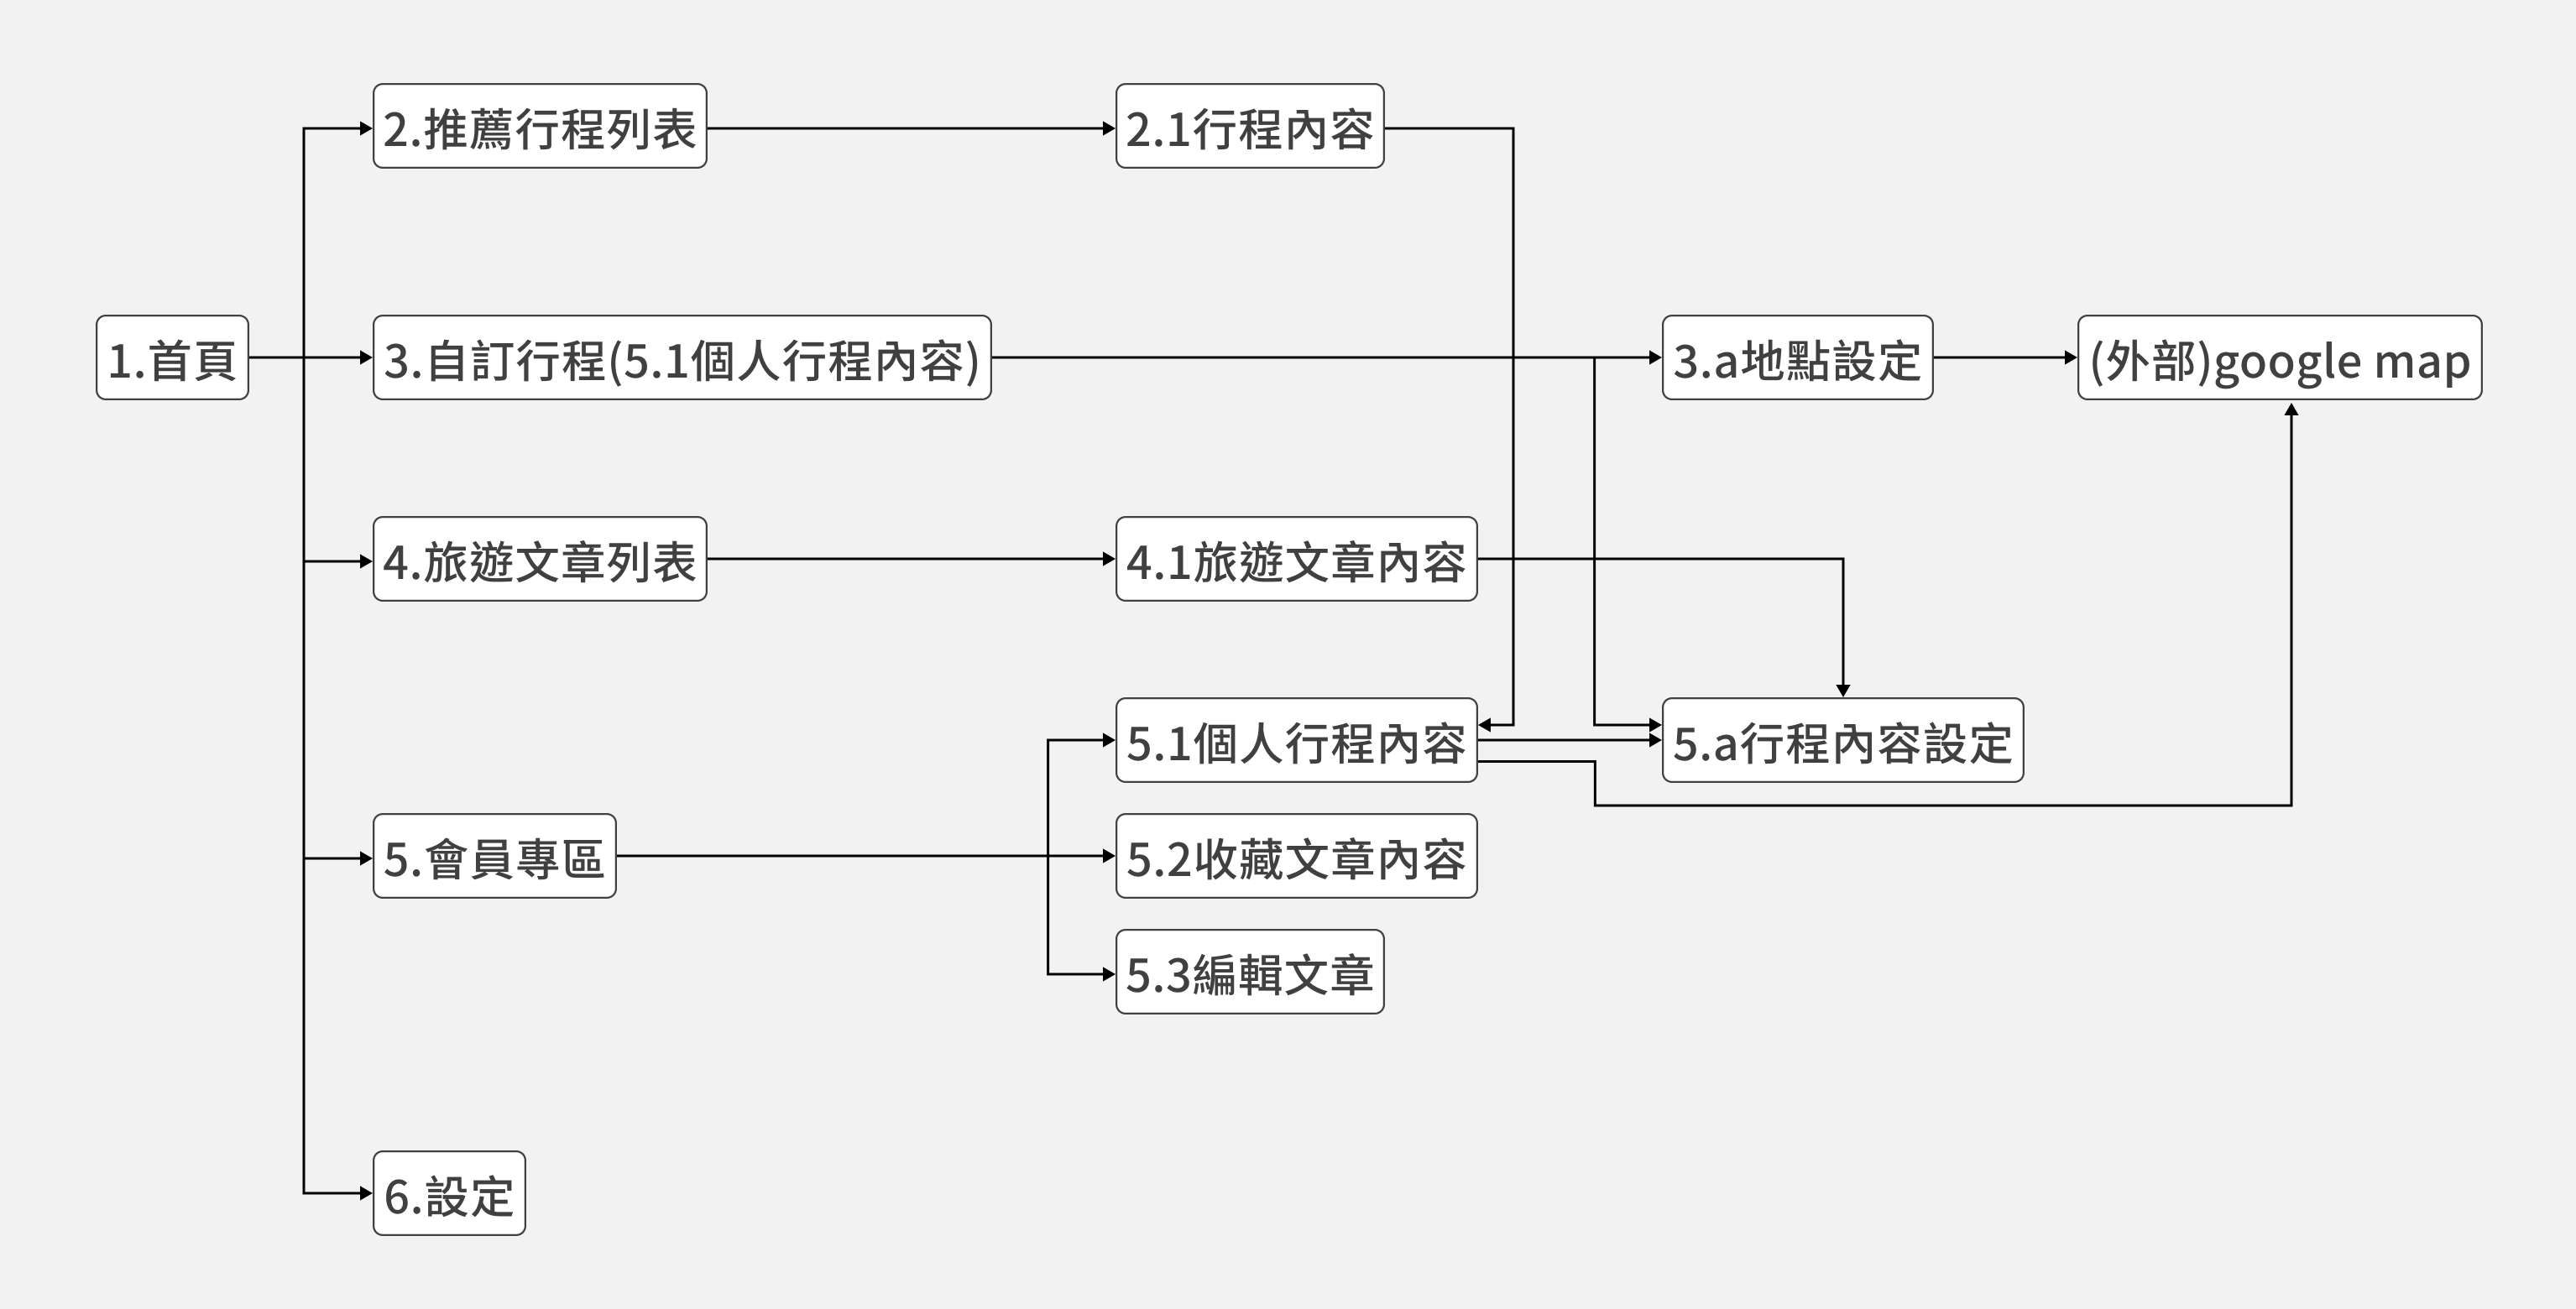 2.推薦行程列表
2.1行程內容
1.首頁
3.自訂行程(5.1個人行程內容)
3.a地點設定
(外部)google map
4.旅遊文章列表
4.1旅遊文章內容
5.1個人行程內容
5.a行程內容設定
5.會員專區
5.2收藏文章內容
5.3編輯文章
6.設定